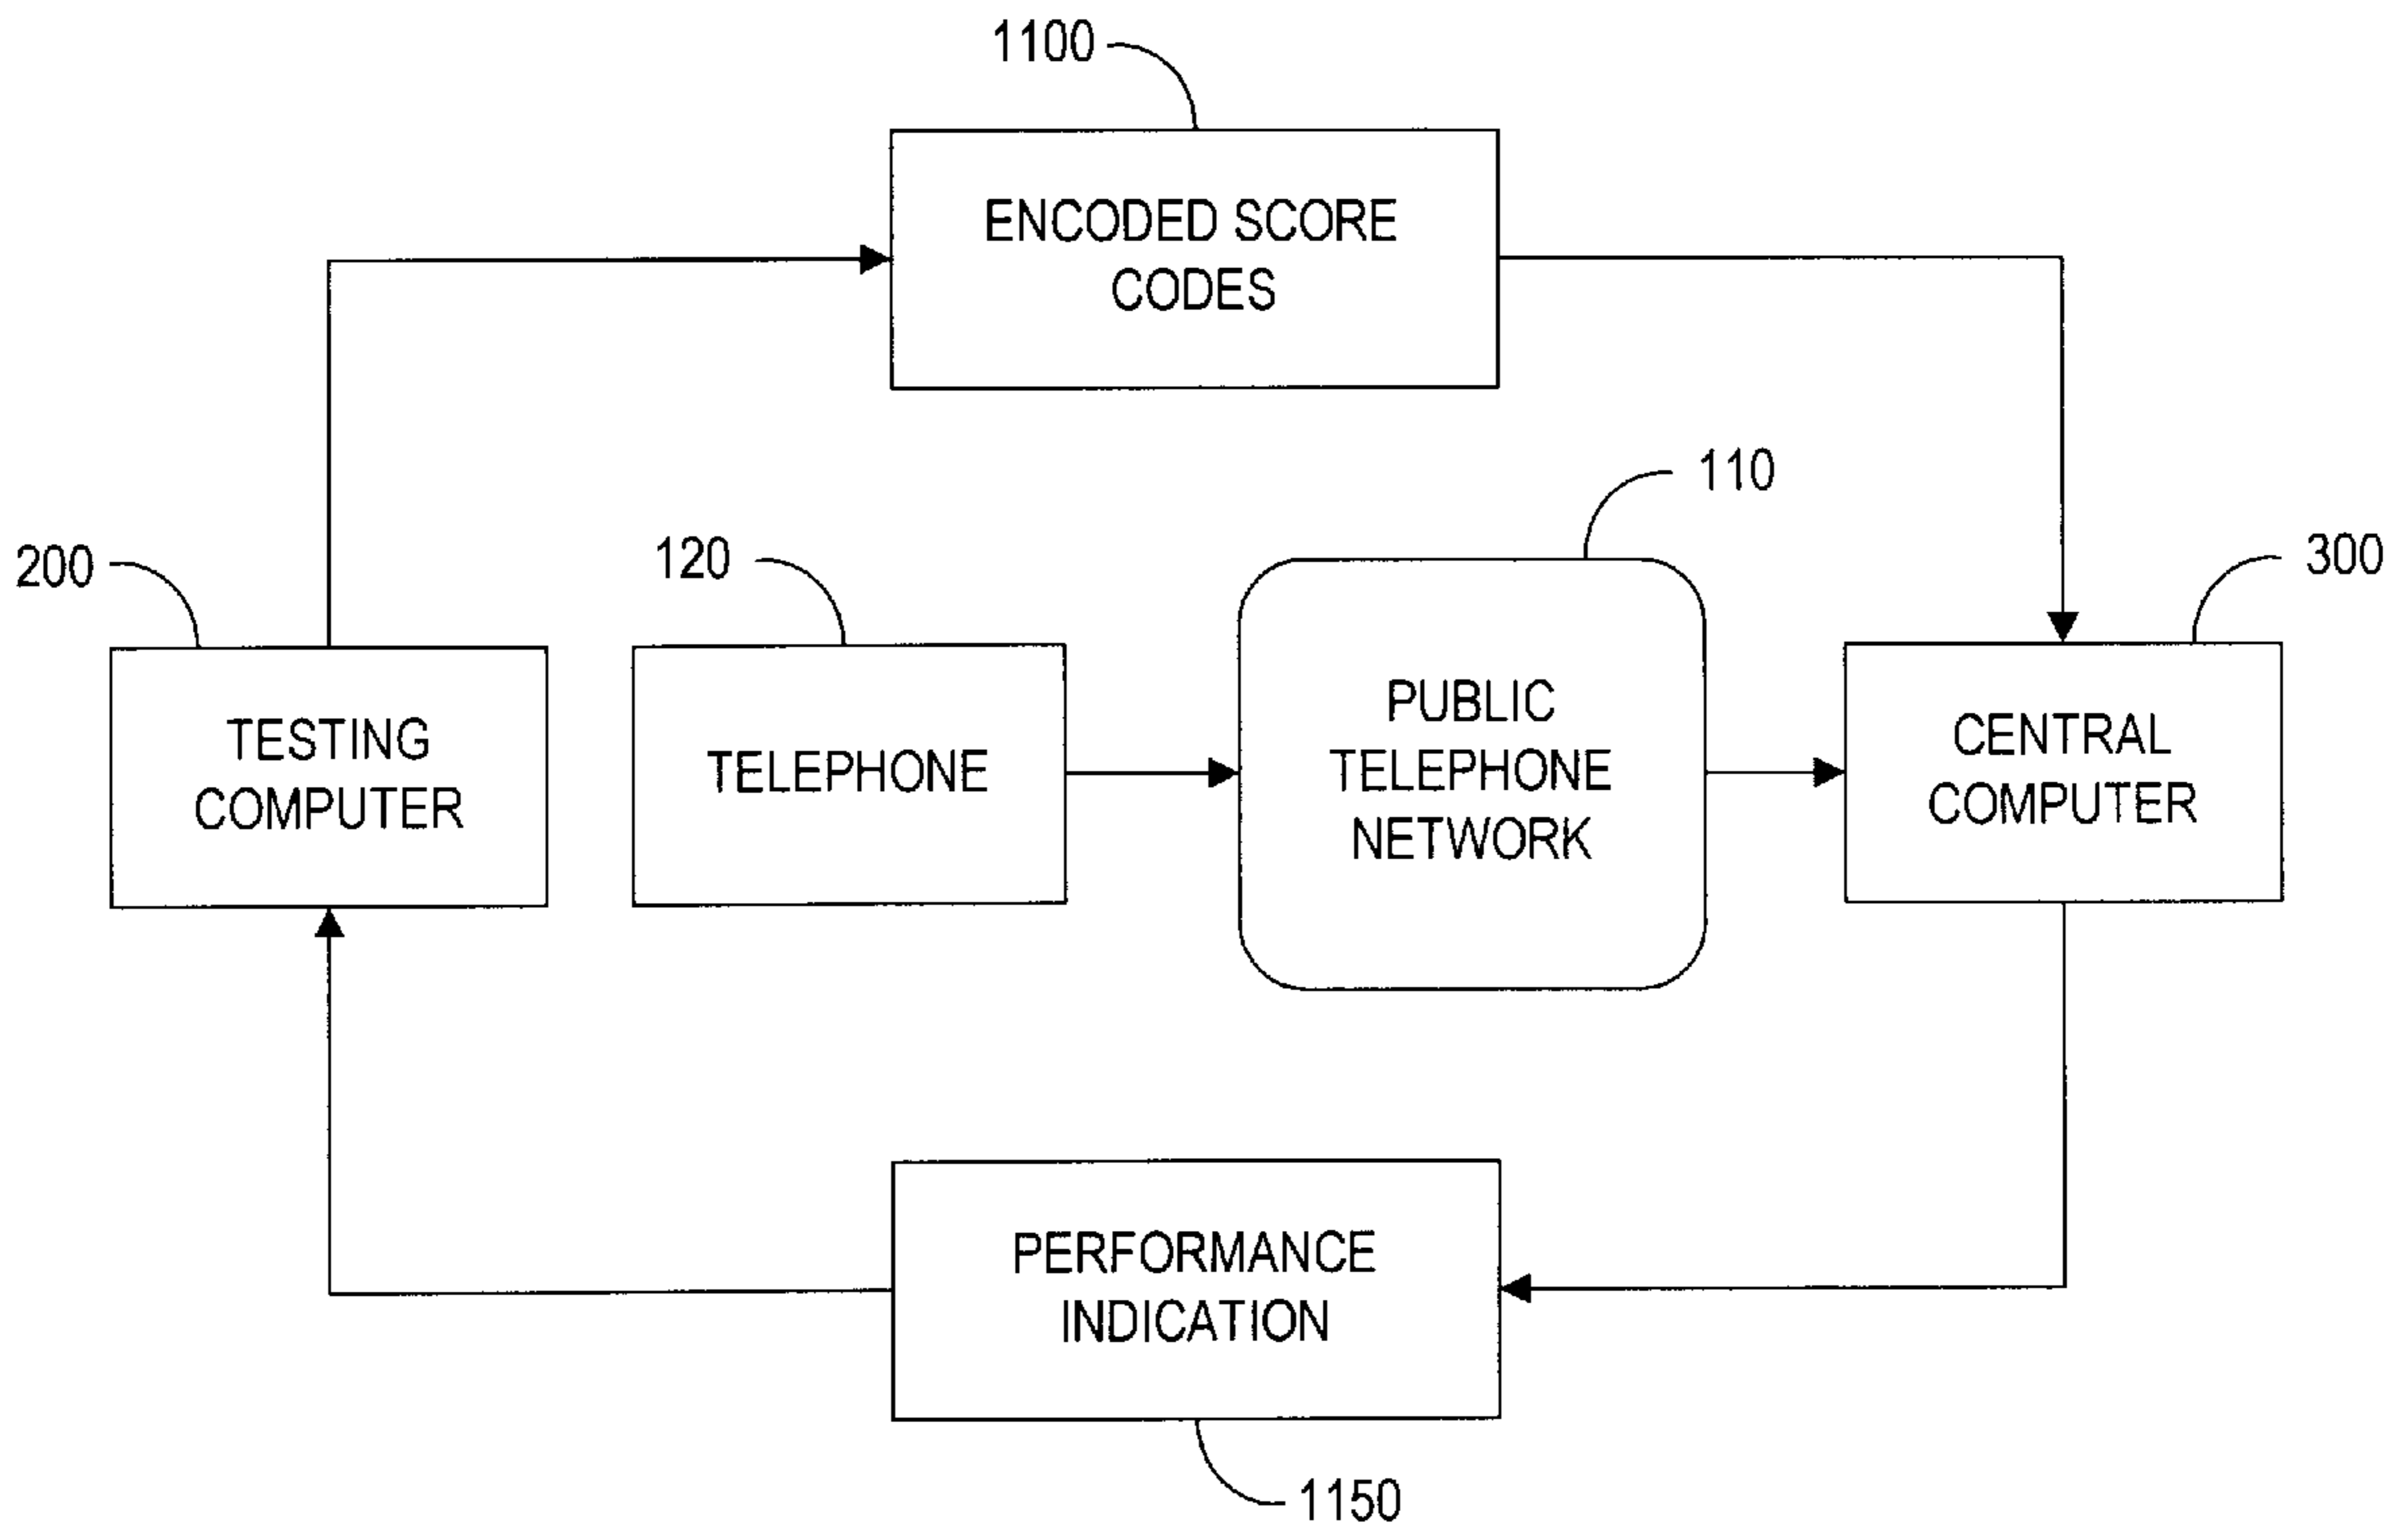 1100
ENCODED SCORE
CODES
110
200
120
300
TESTING
COMPUTER
TELEPHONE
PUBLIC
TELEPHONE
NETWORK
CENTRAL
COMPUTER
PERFORMANCE
INDICATION
1150